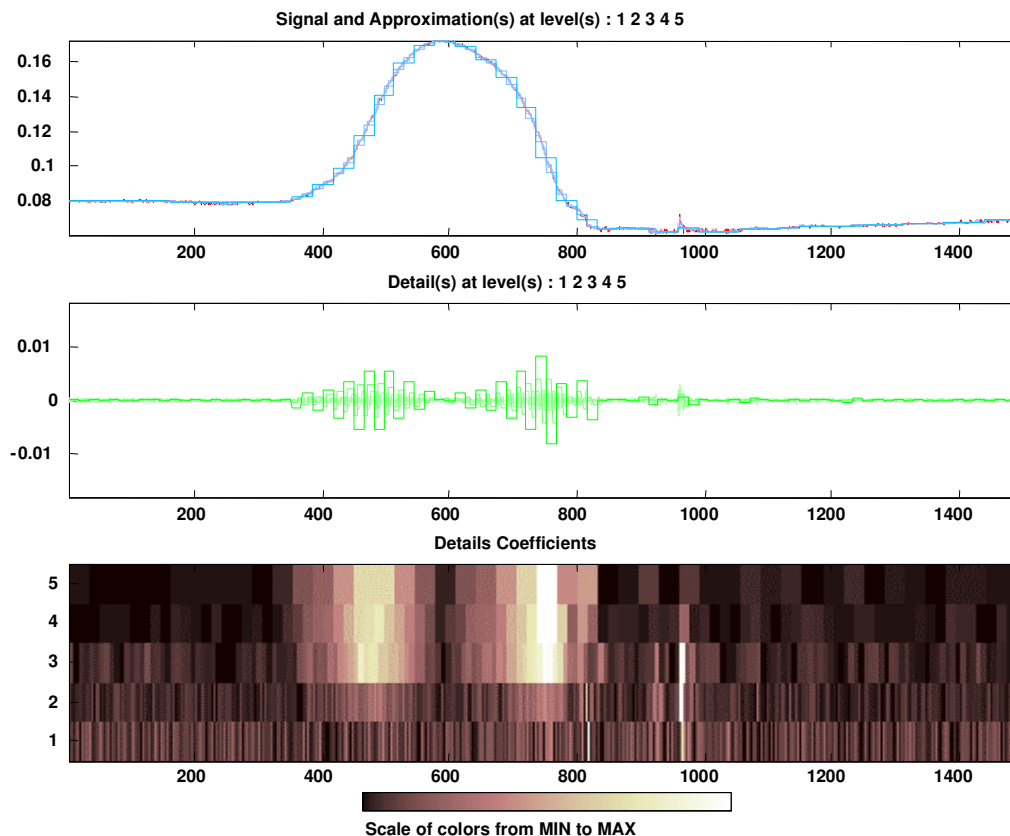 Signal and Approximation(s) at level(s) : 1 2 3 4 5
0.16
0.14
0.12
0.1
0.08
200 400 600 800 1000 1200 1400
Detail(s) at level(s) : 1 2 3 4 5
0.01
0
-0.01
200 400 600 800 1000 1200 1400
Details Coefficients
5
4
3
2
1
200 400 600 800 1000 1200 1400
Scale of colors from MIN to MAX